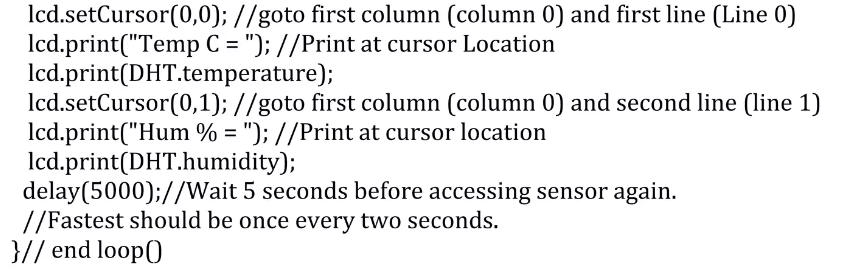 lcd.setCursor(0,0); //goto first column (column 0) and first line (Line 0)
lcd.print("Temp C = "); //Print at cursor Location
lcd.print(DHT.temperature);
lcd.setCursor(0,1); //goto first column (column 0) and second line (line 1)
lcd.print("Hum % = "); //Print at cursor location
lcd.print(DHT.humidity);
delay(5000);//Wait 5 seconds before accessing sensor again.
//Fastest should be once every two seconds.
}// end loop()